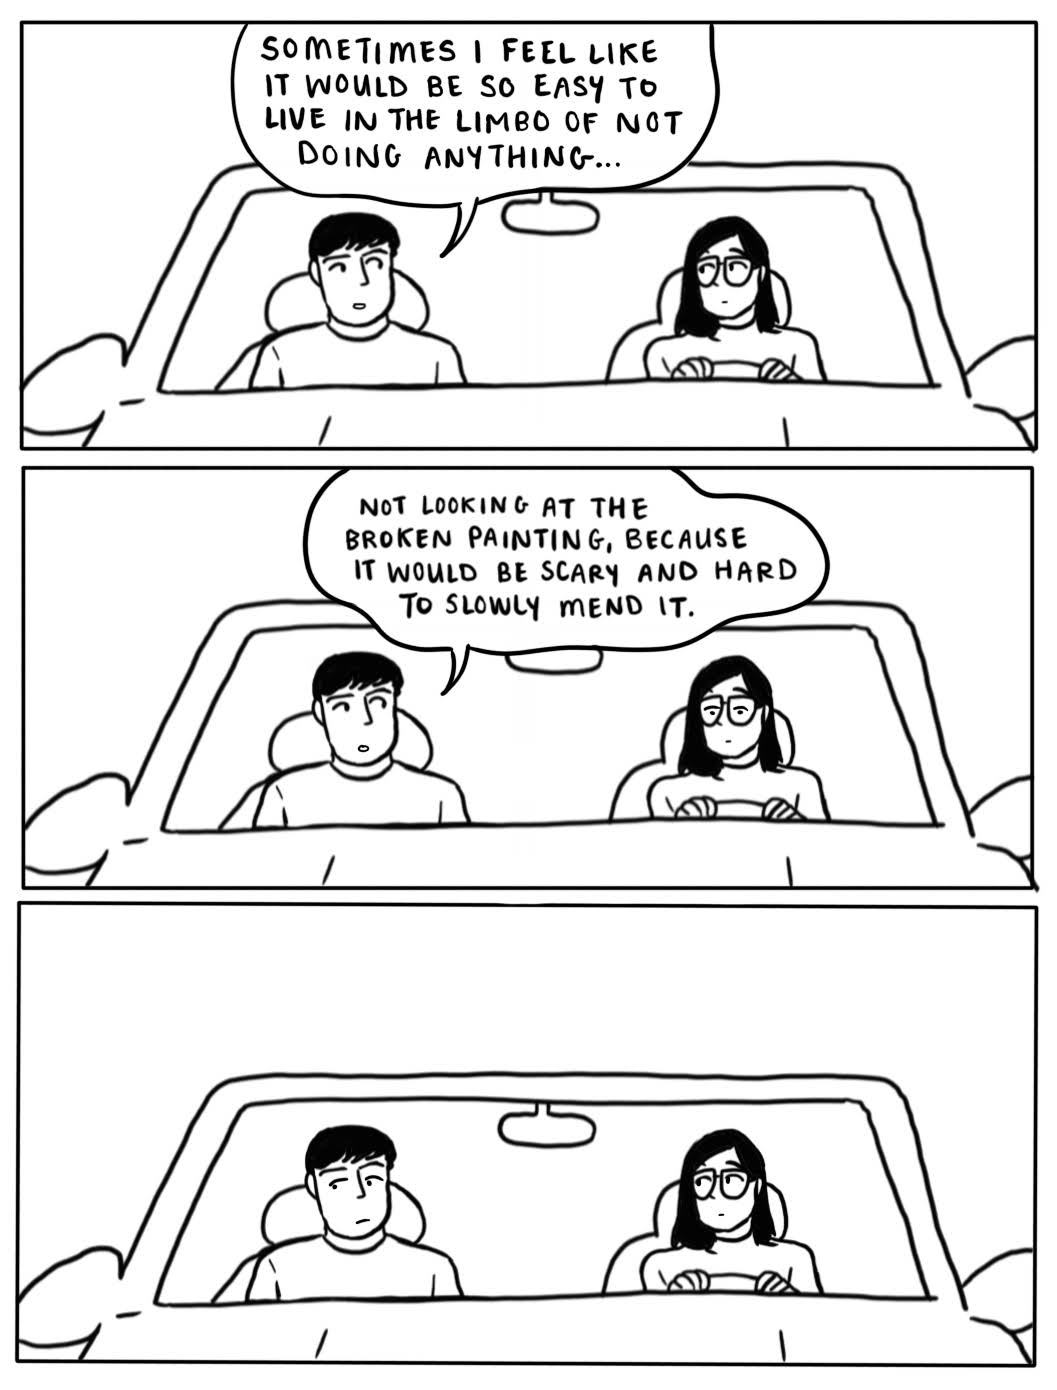 SOMETIMES I FEEL LIKE
IT WOULD BE SO EASY TO
LIVE IN THE LIMBO OF NOT
DOING ANYTHING...
NOT LOOKING AT THE
BROKEN PAINTING, BECAUSE
IT WOULD BE SCARY AND HARD
TO SLOWLY MEND IT.